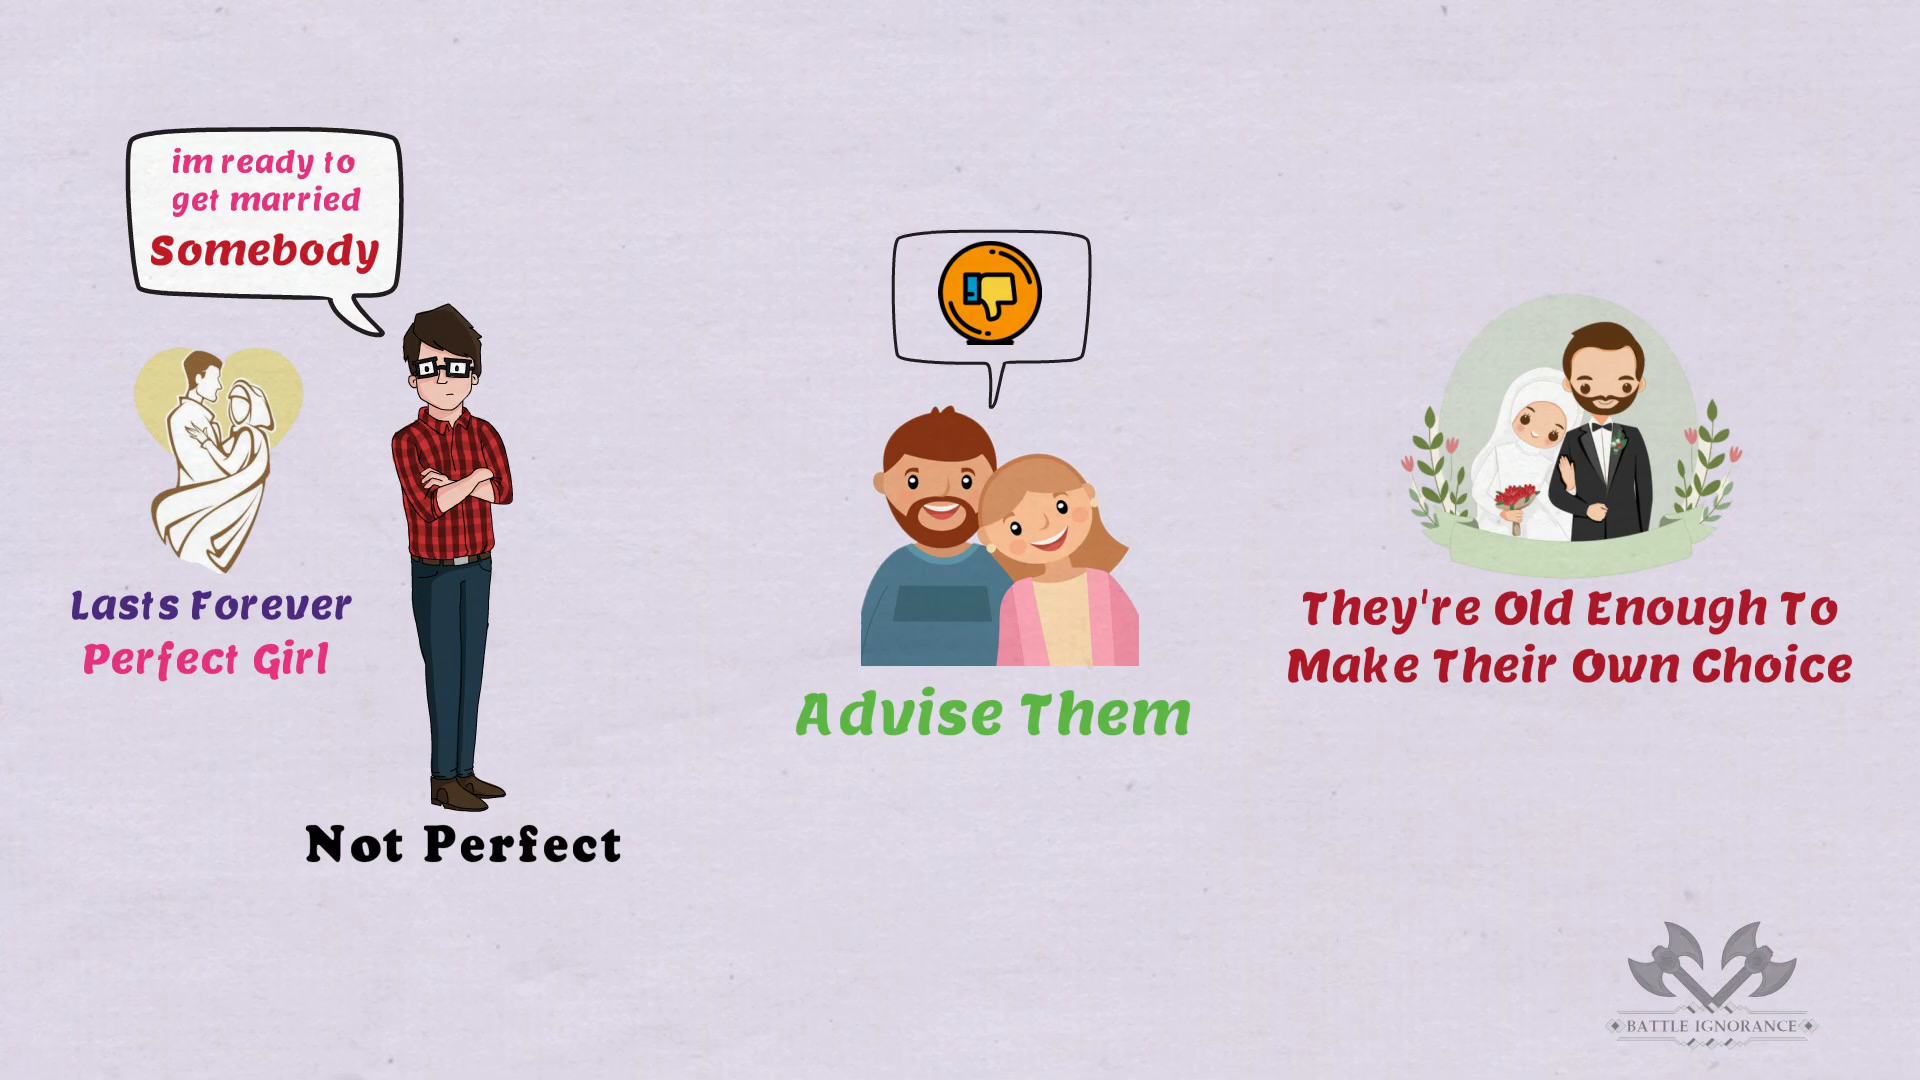 im ready to
get married
Somebody
Lasts Forever
Perfect Girl
Not Perfect
Advise Them
They're Old Enough To
Make Their Own Choice
BATTLE IGNORANCE